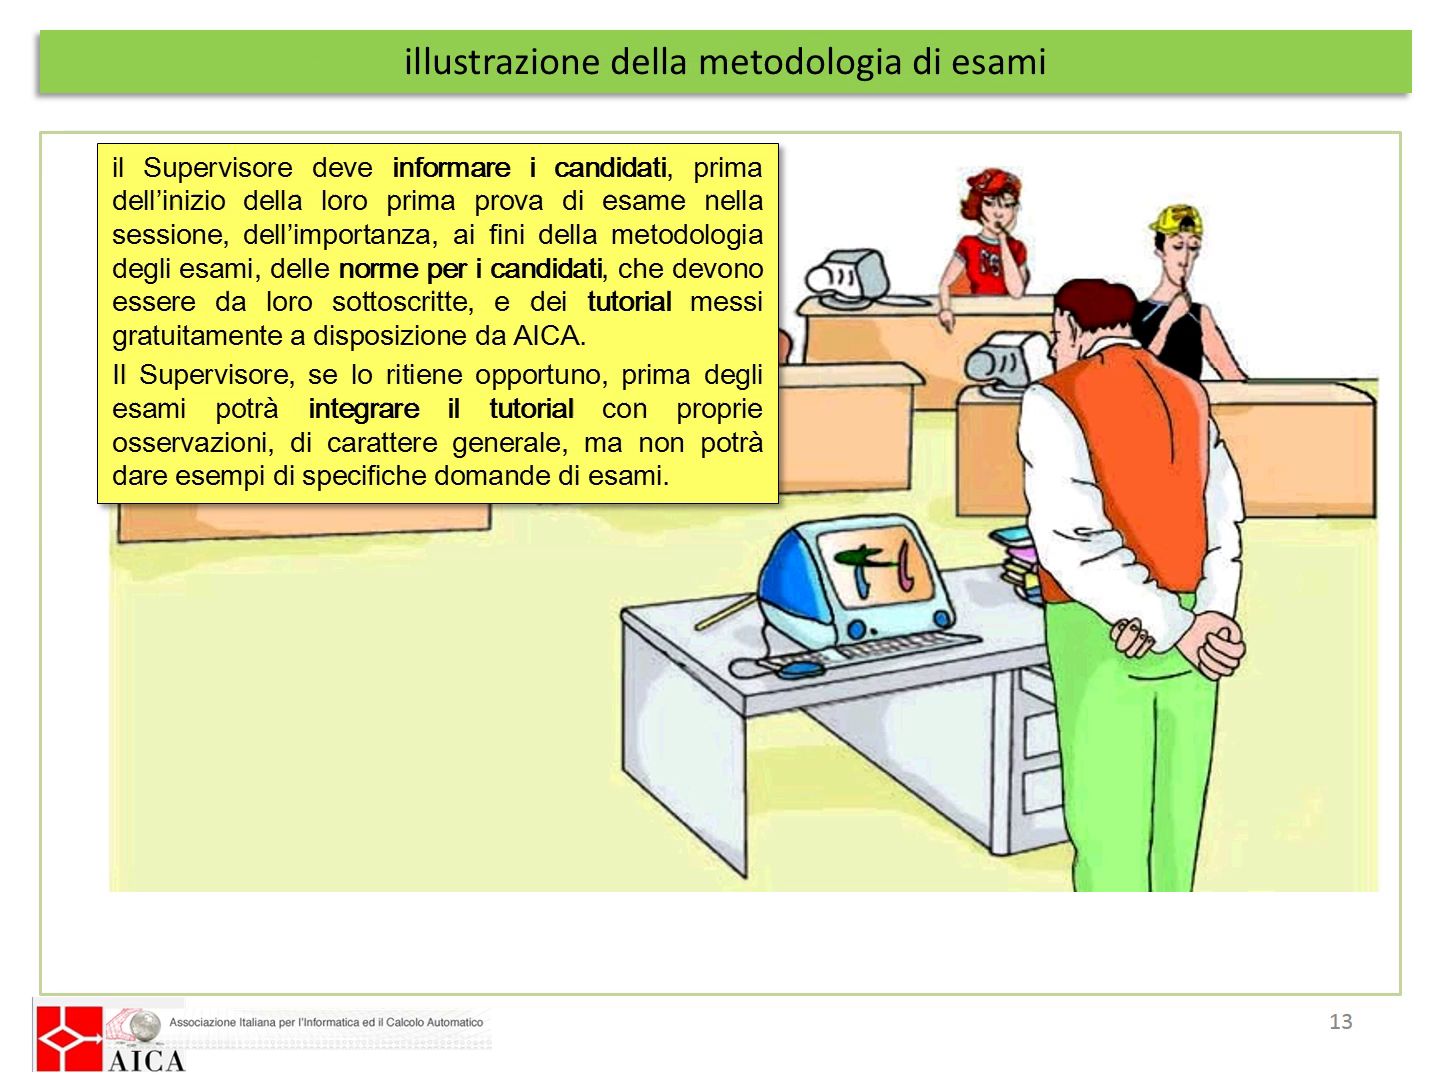 illustrazione della metodologia di esami
il Supervisore deve informare i candidati, prima
dell’inizio della loro prima prova di esame nella
sessione, dell’importanza, ai fini della metodologia
degli esami, delle norme per i candidati, che devono
essere da loro sottoscritte, e dei tutorial messi
gratuitamente a disposizione da AICA.
Il Supervisore, se lo ritiene opportuno, prima degli
esami potrà integrare il tutorial con proprie
osservazioni, di carattere generale, ma non potrà
dare esempi di specifiche domande di esami.
Associazione Italiana per l'Informatica ed il Calcolo Automatico
AICA
13